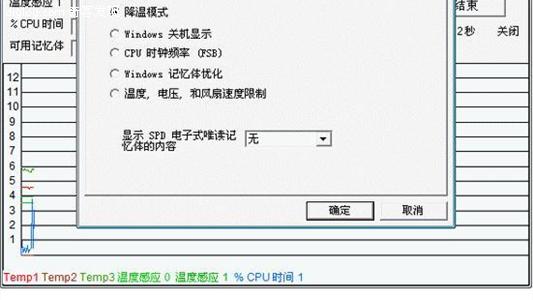 温度感应 1
降温模式
结束
% CPU 时间
Windows 关机显示
2秒 关闭
可用记忆体
CPU 时钟频率 (FSB)
Windows 记忆体优化
温度, 电压, 和风扇速度限制
显示 SPD 电子式唯读记
忆体的内容
无
确定 取消
12
11
10
9
8
7
6
5
4
3
2
1
Temp1 Temp2 Temp3 温度感应 0 温度感应 1 % CPU 时间 1